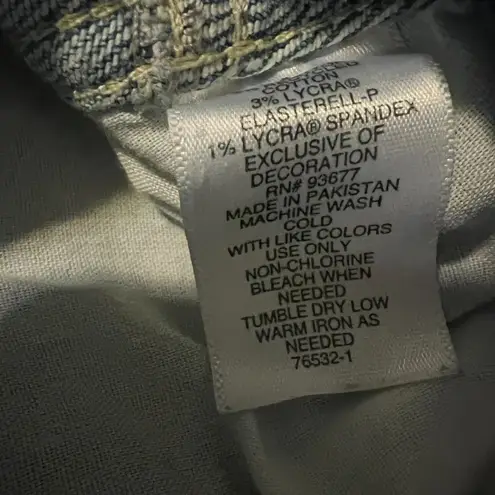 COTTON
3% LYCRA®
ELASTERELL-P
1% LYCRA® SPANDEX
EXCLUSIVE OF
DECORATION
RN# 93677
MADE IN PAKISTAN
MACHINE WASH
COLD
WITH LIKE COLORS
USE ONLY
NON-CHLORINE
BLEACH WHEN
NEEDED
TUMBLE DRY LOW
WARM IRON AS
NEEDED
76532-1